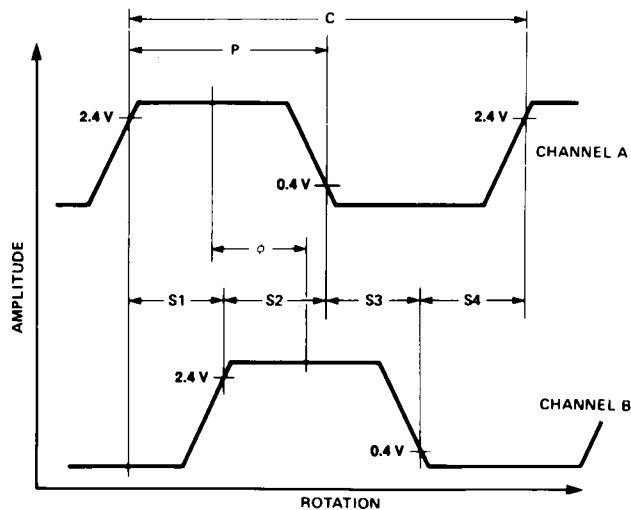 C
P
2.4 V
2.4 V
CHANNEL A
0.4 V
ϕ
S1 S2 S3 S4
AMPLITUDE
2.4 V
CHANNEL B
0.4 V
ROTATION